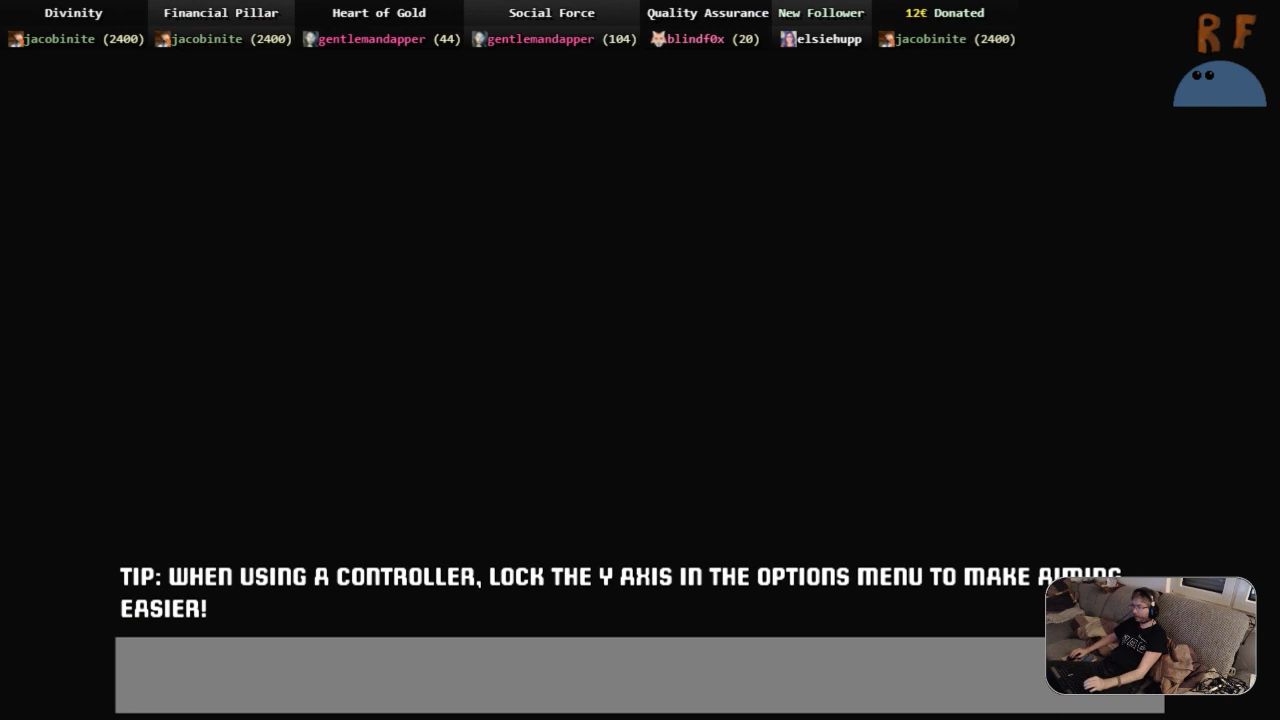 Divinity Financial Pillar Heart of Gold Social Force Quality Assurance New Follower 12€ Donated
jacobinite (2400) jacobinite (2400) gentlemandapper (44) gentlemandapper (104) blindf0x (20) elsiehupp jacobinite (2400)
R F
TIP: WHEN USING A CONTROLLER, LOCK THE Y AXIS IN THE OPTIONS MENU TO MAKE AIMING
EASIER!